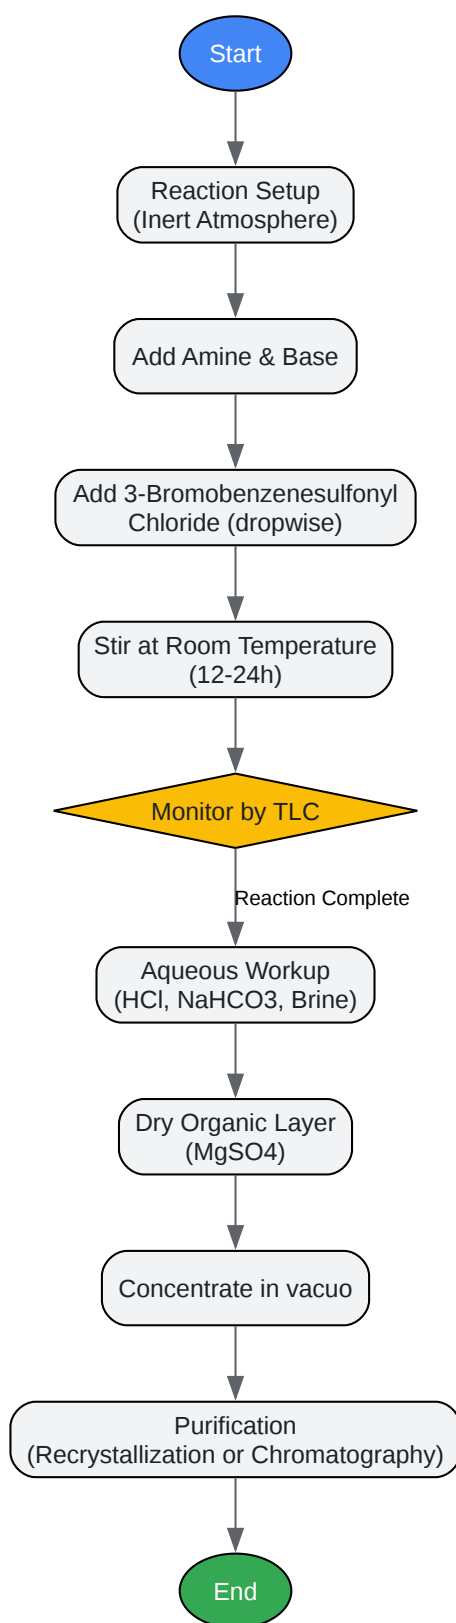 Start
Reaction Setup
(Inert Atmosphere)
Add Amine & Base
Add 3-Bromobenzenesulfonyl
Chloride (dropwise)
Stir at Room Temperature
(12-24h)
Monitor by TLC
Reaction Complete
Aqueous Workup
(HCl, NaHCO3, Brine)
Dry Organic Layer
(MgSO4)
Concentrate in vacuo
Purification
(Recrystallization or Chromatography)
End